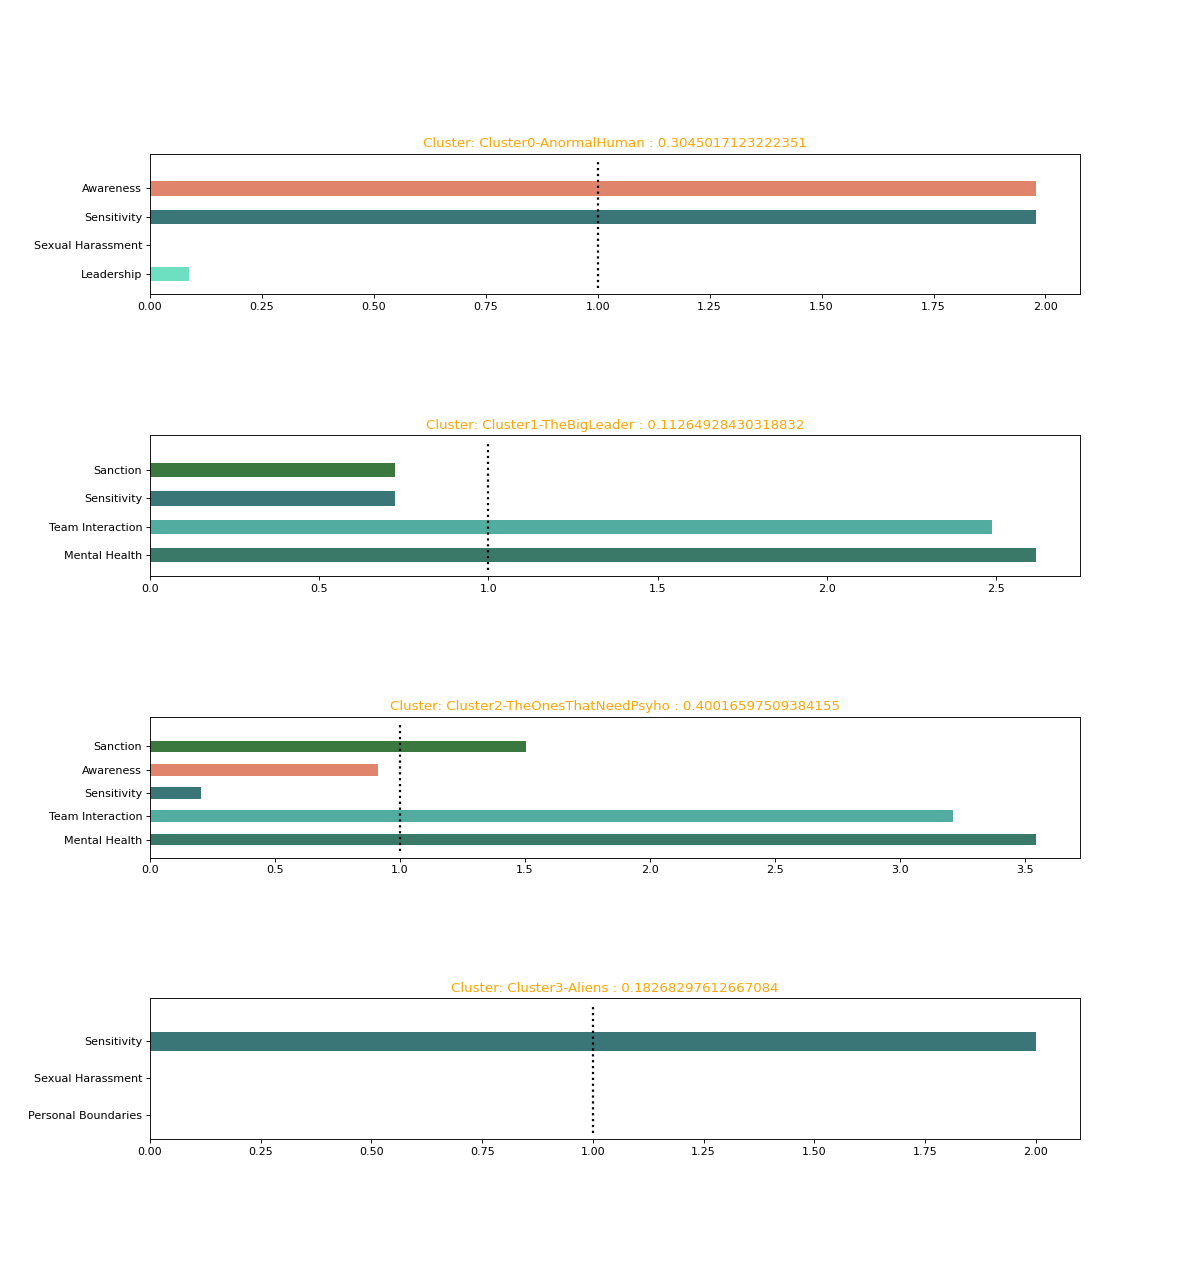 Cluster: Cluster0-AnormalHuman : 0.3045017123222351
Awareness
Sensitivity
Sexual Harassment
Leadership
0.00 0.25 0.50 0.75 1.00 1.25 1.50 1.75 2.00
Cluster: Cluster1-TheBigLeader : 0.11264928430318832
Sanction
Sensitivity
Team Interaction
Mental Health
0.0 0.5 1.0 1.5 2.0 2.5
Cluster: Cluster2-TheOnesThatNeedPsyho : 0.40016597509384155
Sanction
Awareness
Sensitivity
Team Interaction
Mental Health
0.0 0.5 1.0 1.5 2.0 2.5 3.0 3.5
Cluster: Cluster3-Aliens : 0.18268297612667084
Sensitivity
Sexual Harassment
Personal Boundaries
0.00 0.25 0.50 0.75 1.00 1.25 1.50 1.75 2.00